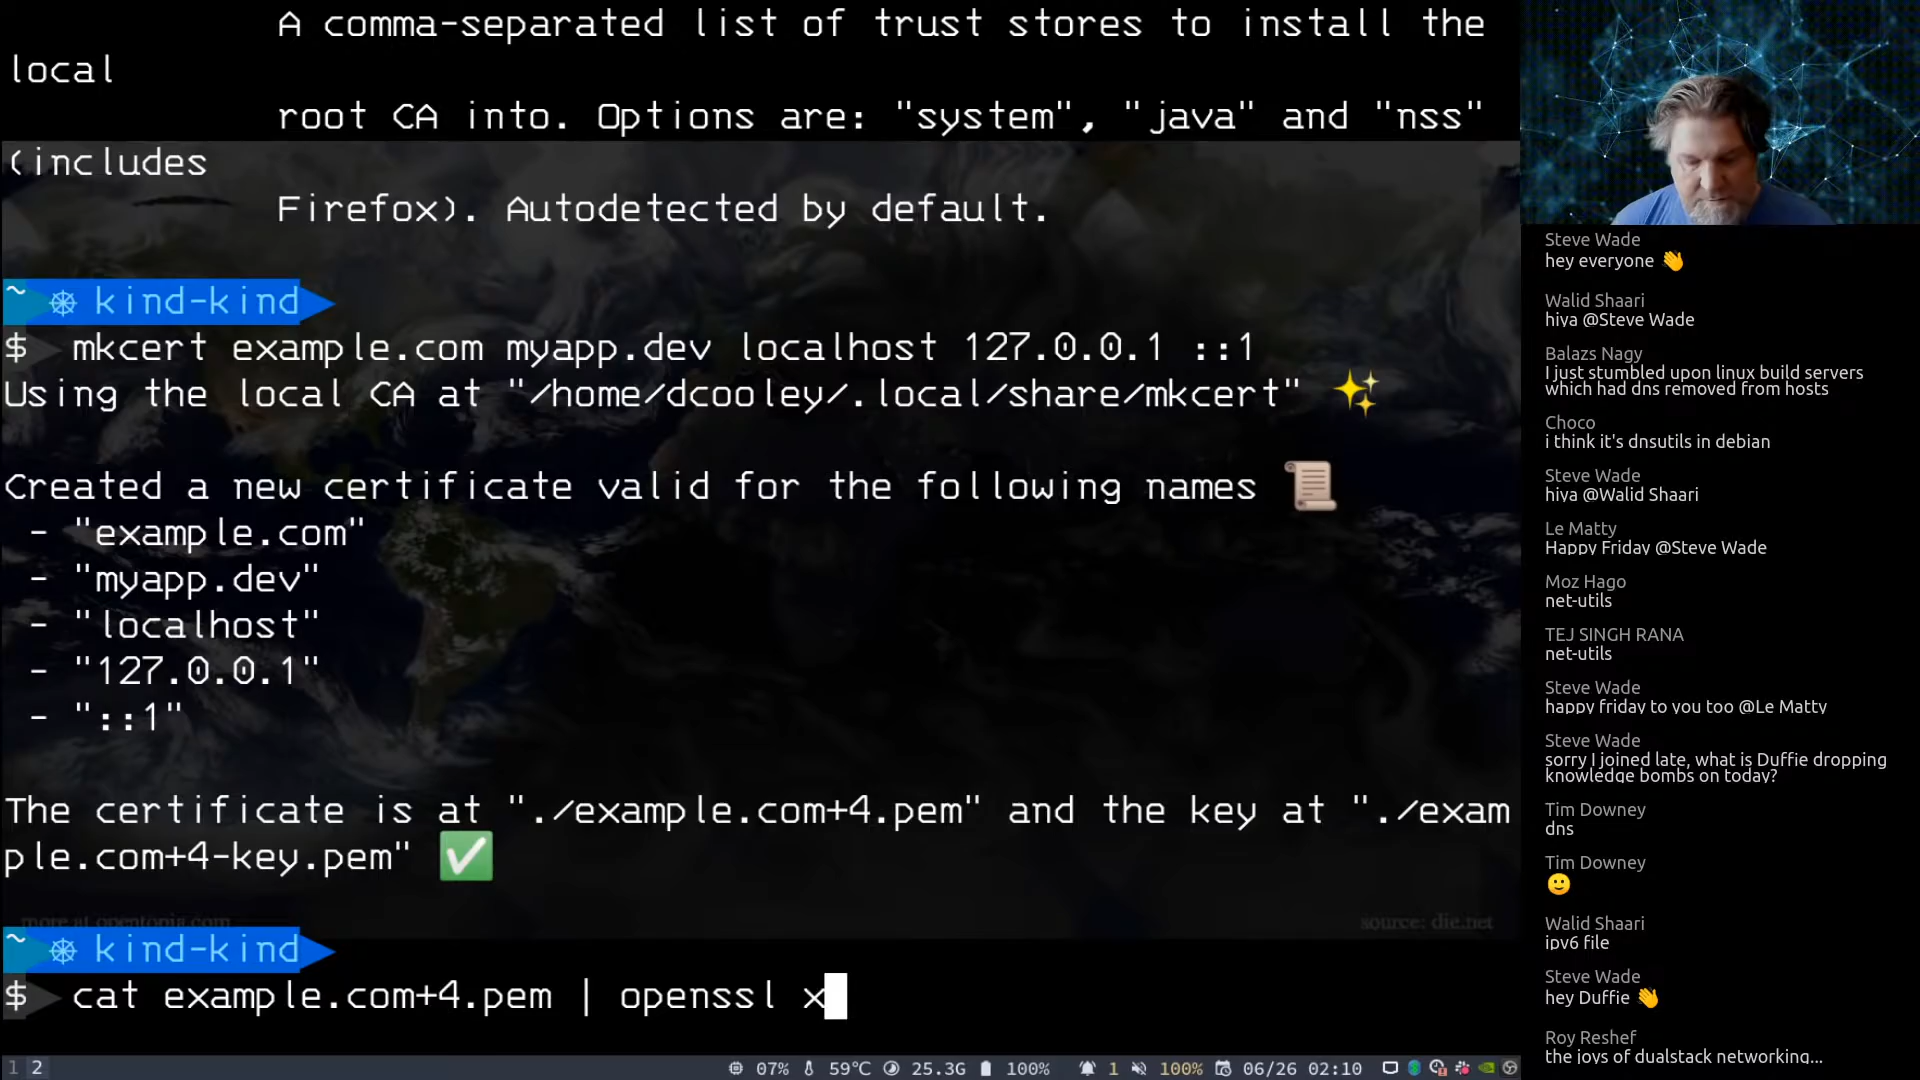 A comma-separated list of trust stores to install the
local
root CA into. Options are: "system", "java" and "nss"
(includes
Firefox). Autodetected by default.
~ ☸ kind-kind
$ mkcert example.com myapp.dev localhost 127.0.0.1 ::1
Using the local CA at "/home/dcooley/.local/share/mkcert" ✨
Created a new certificate valid for the following names 📜
- "example.com"
- "myapp.dev"
- "localhost"
- "127.0.0.1"
- "::1"
The certificate is at "./example.com+4.pem" and the key at "./exam
ple.com+4-key.pem" ✅
more at opentopia.com
source: die.net
~ ☸ kind-kind
$ cat example.com+4.pem | openssl x
1 2
07% 59°C 25.3G 100% 1 100% 06/26 02:10
Steve Wade
hey everyone 👋
Walid Shaari
hiya @Steve Wade
Balazs Nagy
I just stumbled upon linux build servers
which had dns removed from hosts
Choco
i think it's dnsutils in debian
Steve Wade
hiya @Walid Shaari
Le Matty
Happy Friday @Steve Wade
Moz Hago
net-utils
TEJ SINGH RANA
net-utils
Steve Wade
happy friday to you too @Le Matty
Steve Wade
sorry I joined late, what is Duffie dropping
knowledge bombs on today?
Tim Downey
dns
Tim Downey
🙂
Walid Shaari
ipv6 file
Steve Wade
hey Duffie 👋
Roy Reshef
the joys of dualstack networking...